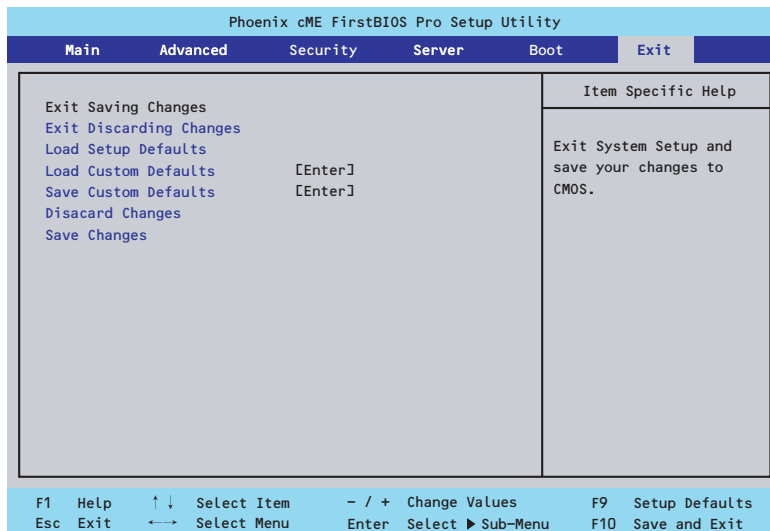 Phoenix cME FirstBIOS Pro Setup Utility
Main Advanced Security Server Boot Exit
Exit Saving Changes
Exit Discarding Changes
Load Setup Defaults
Load Custom Defaults [Enter]
Save Custom Defaults [Enter]
Disacard Changes
Save Changes
Item Specific Help
Exit System Setup and
save your changes to
CMOS.
F1 Help ↑↓ Select Item - / + Change Values F9 Setup Defaults
Esc Exit ←→ Select Menu Enter Select ▶ Sub-Menu F10 Save and Exit